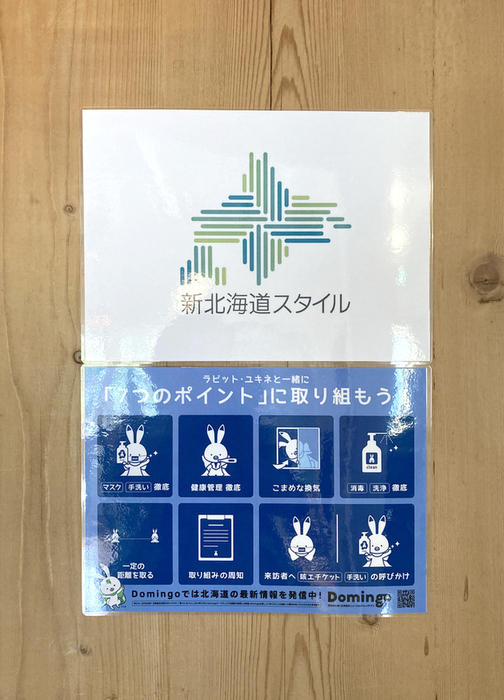 新北海道スタイル
ラビット・ユキネと一緒に
「7つのポイント」に取り組もう
マスク 手洗い 徹底
健康管理 徹底
こまめな換気
clean
消毒 洗浄 徹底
一定の
距離を取る
取り組みの周知
来訪者へ 咳エチケット 手洗い の呼びかけ
Domingoでは北海道の最新情報を発信中!
Domingo